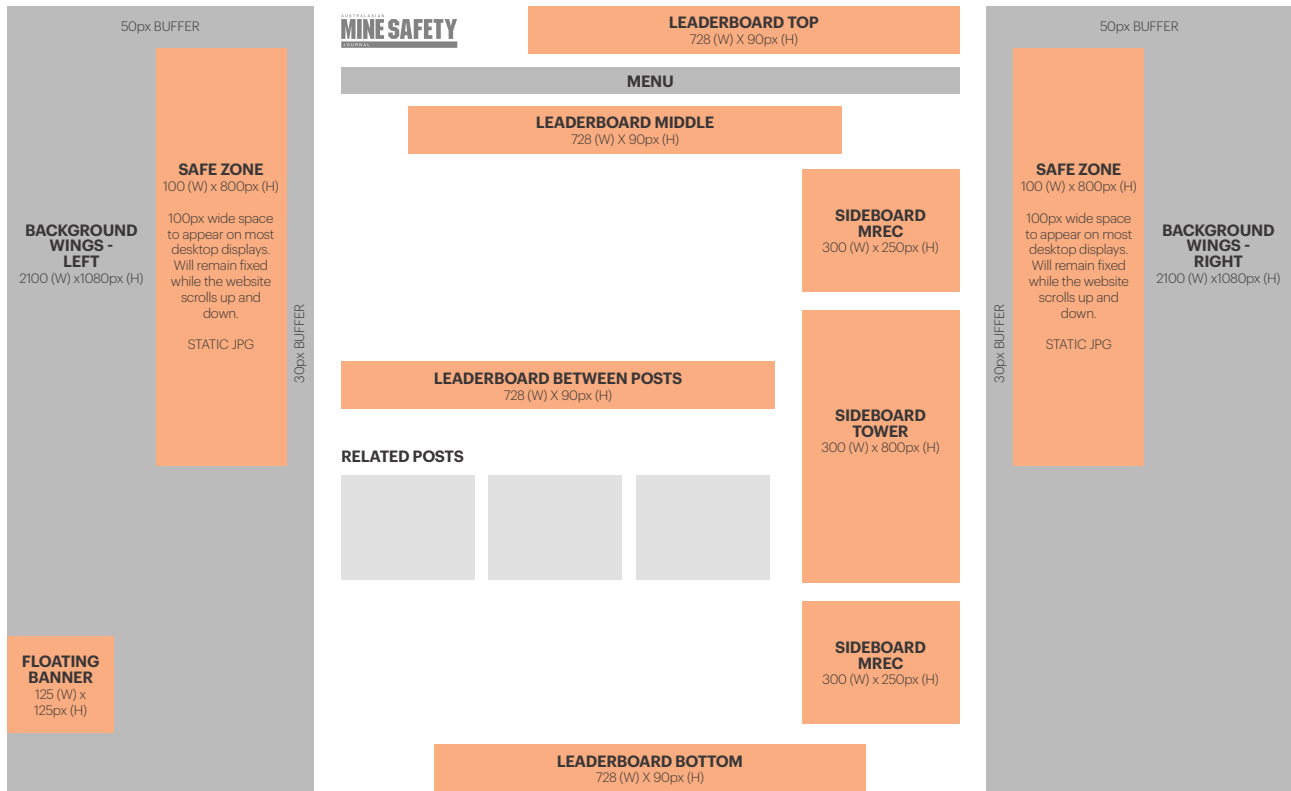 50px BUFFER
BACKGROUND
WINGS -
LEFT
2100 (W) x1080px (H)
SAFE ZONE
100 (W) x 800px (H)
100px wide space
to appear on most
desktop displays.
Will remain fixed
while the website
scrolls up and
down.
STATIC JPG
30px BUFFER
FLOATING
BANNER
125 (W) x
125px (H)
AUSTRALASIAN
MINE SAFETY
JOURNAL
LEADERBOARD TOP
728 (W) X 90px (H)
MENU
LEADERBOARD MIDDLE
728 (W) X 90px (H)
SIDEBOARD
MREC
300 (W) x 250px (H)
LEADERBOARD BETWEEN POSTS
728 (W) X 90px (H)
SIDEBOARD
TOWER
300 (W) x 800px (H)
RELATED POSTS
SIDEBOARD
MREC
300 (W) x 250px (H)
LEADERBOARD BOTTOM
728 (W) X 90px (H)
50px BUFFER
30px BUFFER
SAFE ZONE
100 (W) x 800px (H)
100px wide space
to appear on most
desktop displays.
Will remain fixed
while the website
scrolls up and
down.
STATIC JPG
BACKGROUND
WINGS -
RIGHT
2100 (W) x1080px (H)